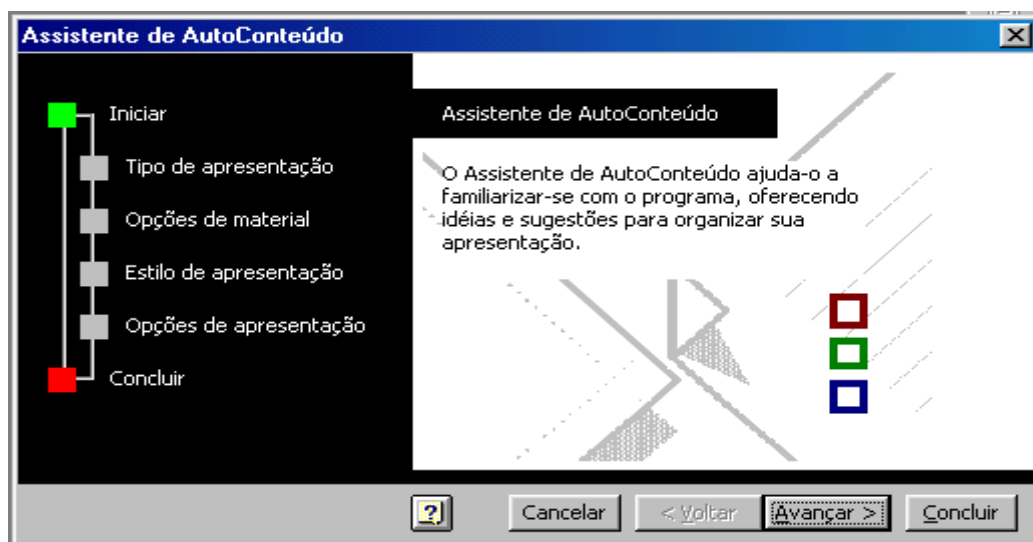 Assistente de AutoConteúdo
Iniciar
Tipo de apresentação
Opções de material
Estilo de apresentação
Opções de apresentação
Concluir
Assistente de AutoConteúdo
O Assistente de AutoConteúdo ajuda-o a
familiarizar-se com o programa, oferecendo
idéias e sugestões para organizar sua
apresentação.
Cancelar
< Voltar
Avançar >
Concluir